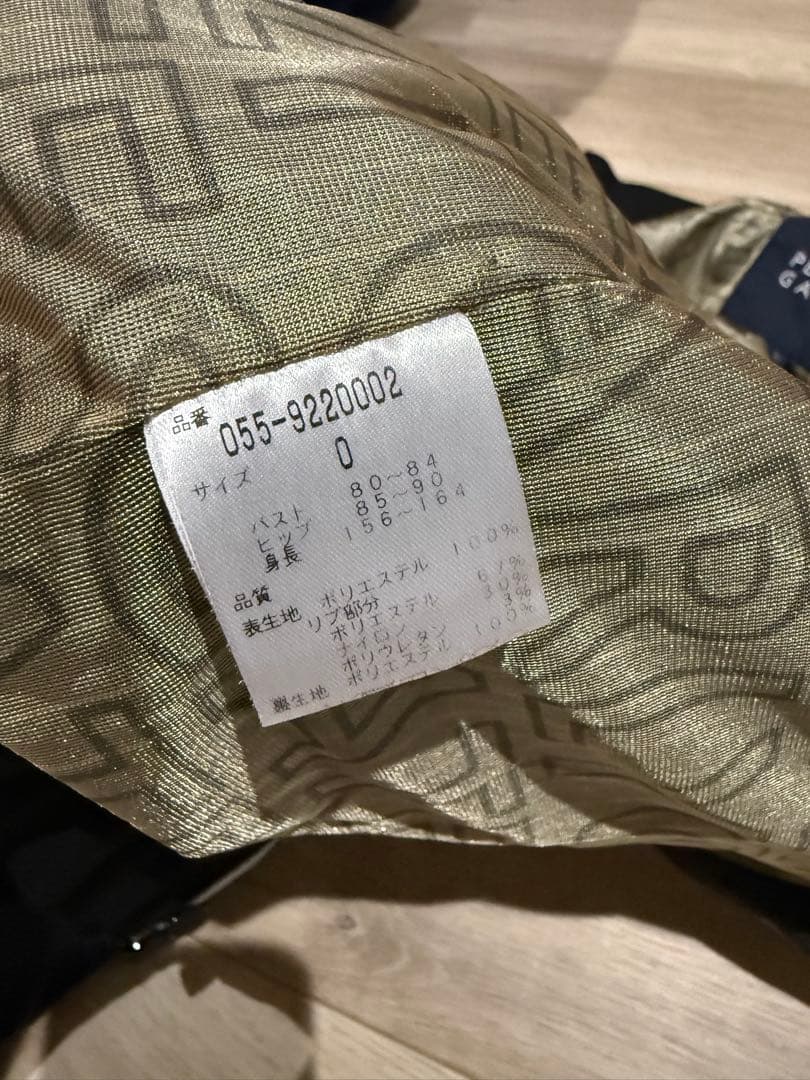 品番 055-9220002
サイズ 0
バスト 80~84
ヒップ 85~90
身長 156~164
品質
表生地 ポリエステル 100%
リブ部分
ポリエステル 67%
ナイロン 30%
ポリウレタン 3%
裏生地 ポリエステル 100%
GA